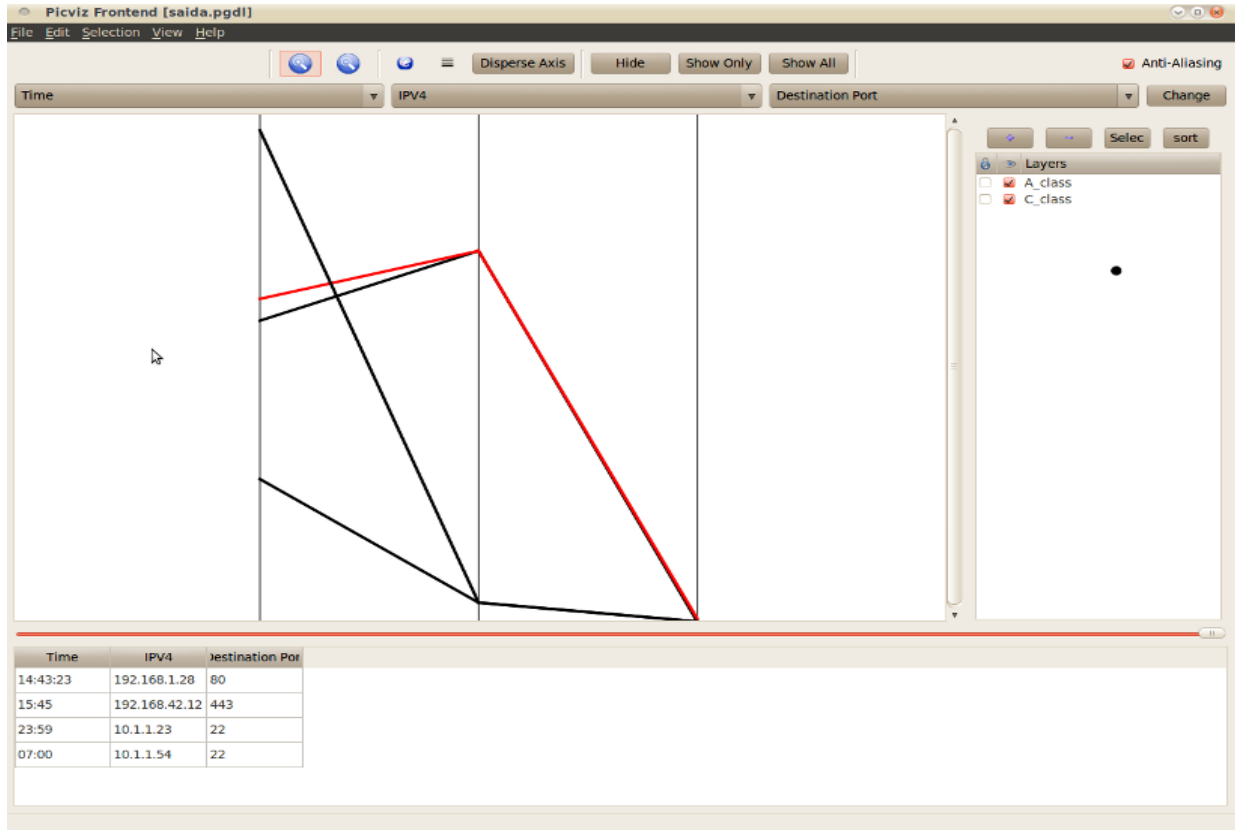 Picviz Frontend [saida.pgdl]
File Edit Selection View Help
Disperse Axis Hide Show Only Show All Anti-Aliasing
Time IPV4 Destination Port Change
Selec sort
Layers
A_class
C_class
Time IPV4 Destination Por
14:43:23 192.168.1.28 80
15:45 192.168.42.12 443
23:59 10.1.1.23 22
07:00 10.1.1.54 22